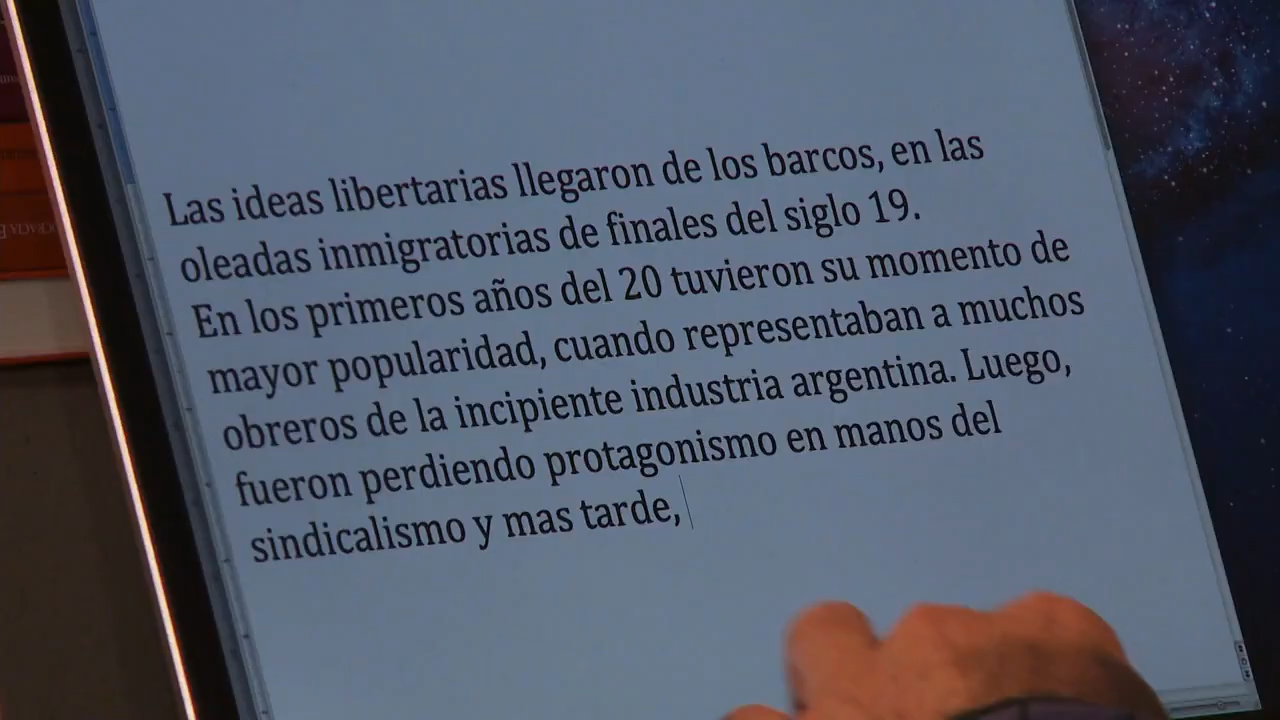 Las ideas libertarias llegaron de los barcos, en las
oleadas inmigratorias de finales del siglo 19.
En los primeros años del 20 tuvieron su momento de
mayor popularidad, cuando representaban a muchos
obreros de la incipiente industria argentina. Luego,
fueron perdiendo protagonismo en manos del
sindicalismo y mas tarde,